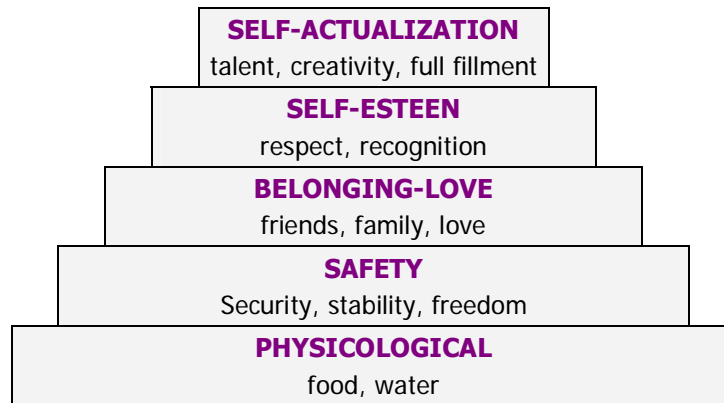 SELF-ACTUALIZATION
talent, creativity, full fillment
SELF-ESTEEN
respect, recognition
BELONGING-LOVE
friends, family, love
SAFETY
Security, stability, freedom
PHYSICOLOGICAL
food, water